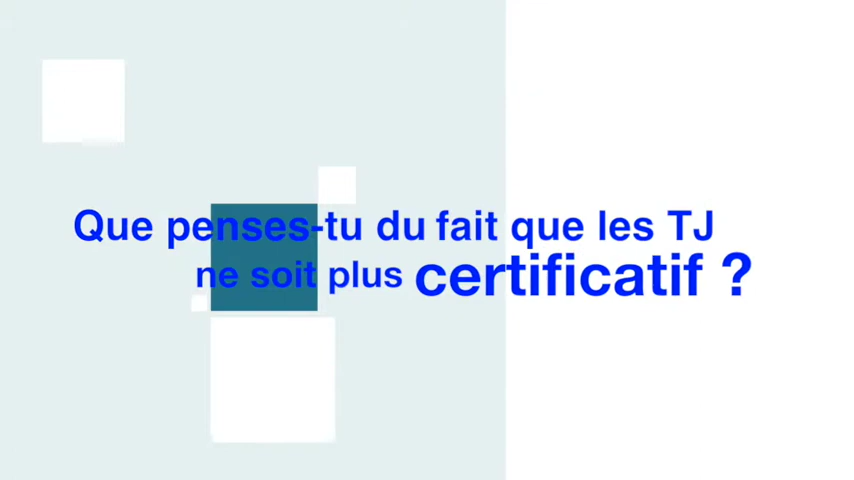 Que penses-tu du fait que les TJ
ne soit plus certificatif ?